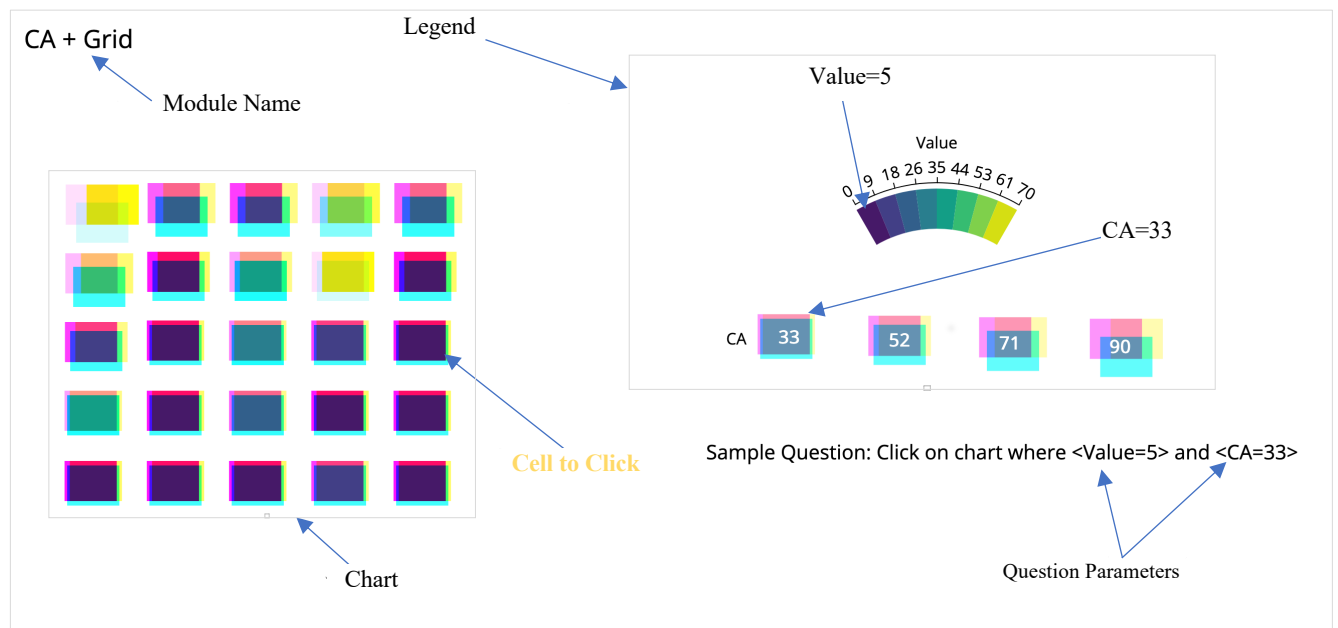 CA + Grid
Module Name
Legend
Value=5
Value
0 9 18 26 35 44 53 61 70
CA=33
CA 33 52 71 90
Cell to Click
Sample Question: Click on chart where <Value=5> and <CA=33>
Chart
Question Parameters